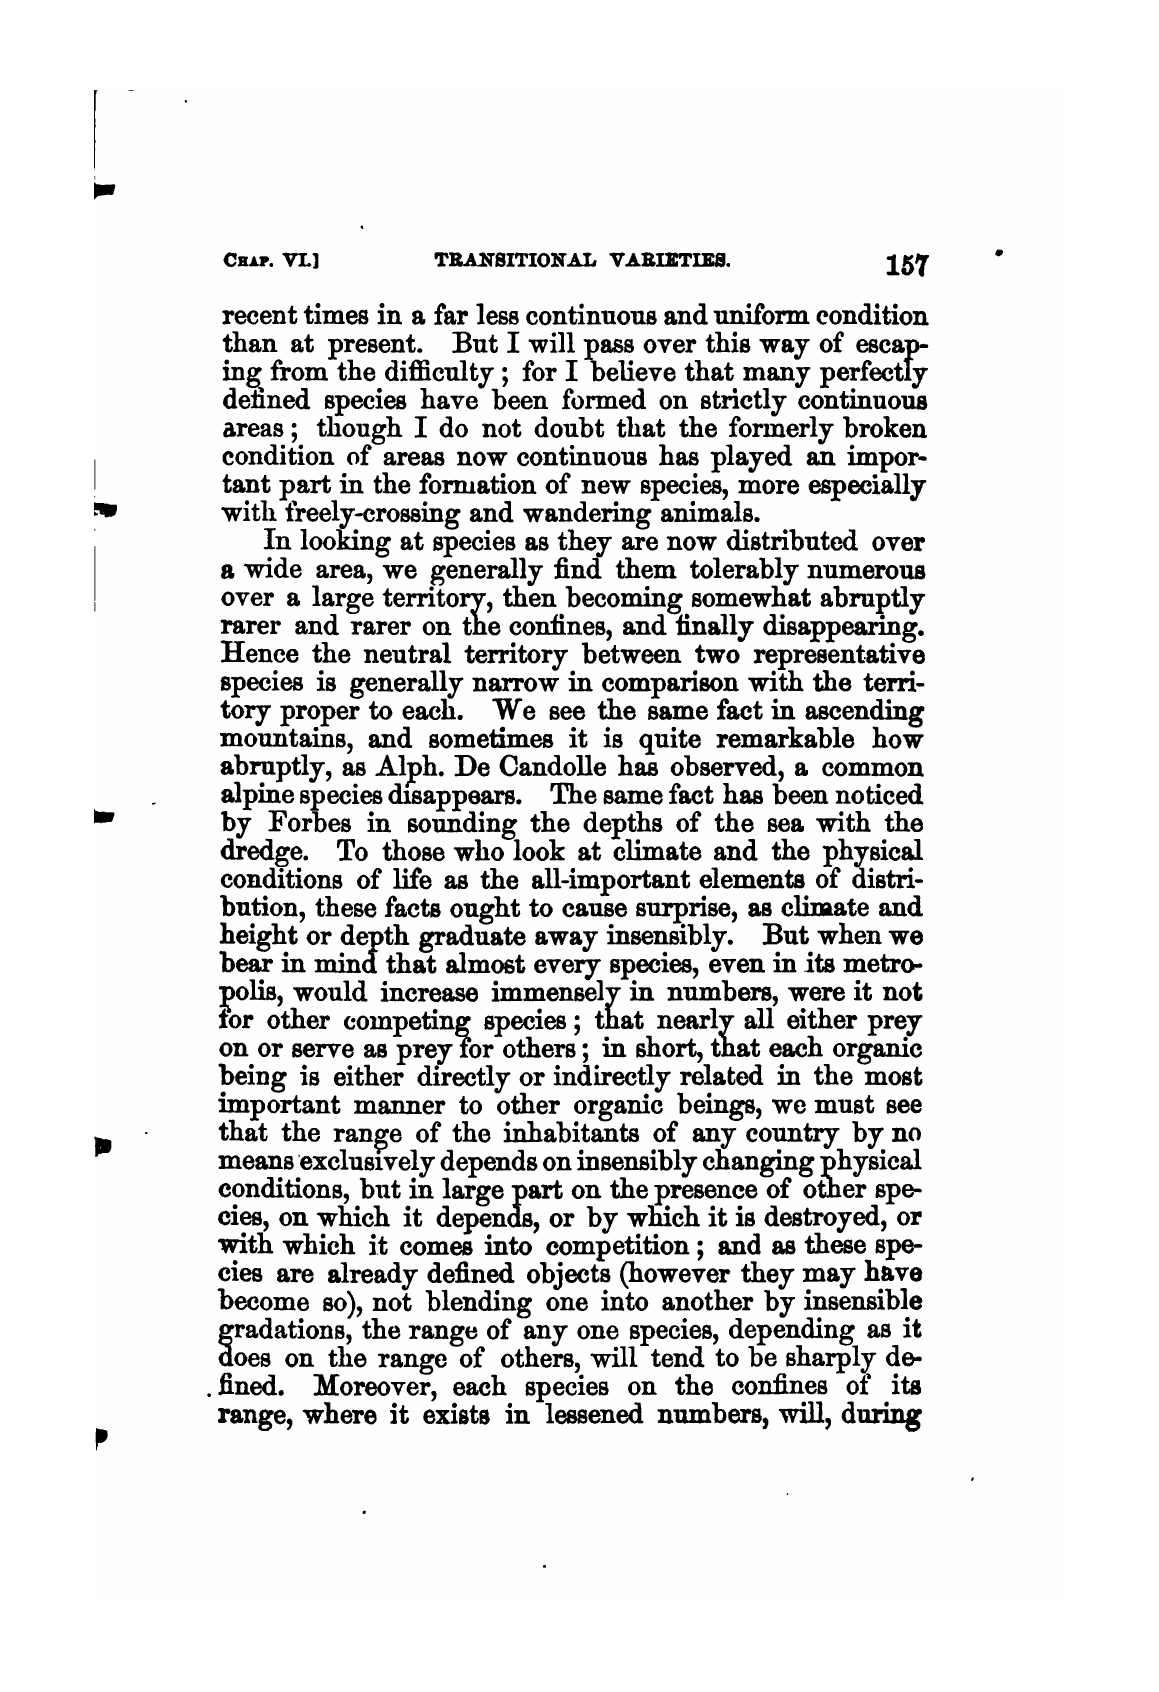 CHAP. VI.] TRANSITIONAL VARIETIES. 157
recent times in a far less continuous and uniform condition
than at present. But I will pass over this way of escap-
ing from the difficulty ; for I believe that many perfectly
defined species have been formed on strictly continuous
areas ; though I do not doubt that the formerly broken
condition of areas now continuous has played an impor-
tant part in the formation of new species, more especially
with freely-crossing and wandering animals.
In looking at species as they are now distributed over
a wide area, we generally find them tolerably numerous
over a large territory, then becoming somewhat abruptly
rarer and rarer on the confines, and finally disappearing.
Hence the neutral territory between two representative
species is generally narrow in comparison with the terri-
tory proper to each. We see the same fact in ascending
mountains, and sometimes it is quite remarkable how
abruptly, as Alph. De Candolle has observed, a common
alpine species disappears. The same fact has been noticed
by Forbes in sounding the depths of the sea with the
dredge. To those who look at climate and the physical
conditions of life as the all-important elements of distri-
bution, these facts ought to cause surprise, as climate and
height or depth graduate away insensibly. But when we
bear in mind that almost every species, even in its metro-
polis, would increase immensely in numbers, were it not
for other competing species ; that nearly all either prey
on or serve as prey for others ; in short, that each organic
being is either directly or indirectly related in the most
important manner to other organic beings, we must see
that the range of the inhabitants of any country by no
means exclusively depends on insensibly changing physical
conditions, but in large part on the presence of other spe-
cies, on which it depends, or by which it is destroyed, or
with which it comes into competition ; and as these spe-
cies are already defined objects (however they may have
become so), not blending one into another by insensible
gradations, the range of any one species, depending as it
does on the range of others, will tend to be sharply de-
fined. Moreover, each species on the confines of its
range, where it exists in lessened numbers, will, during